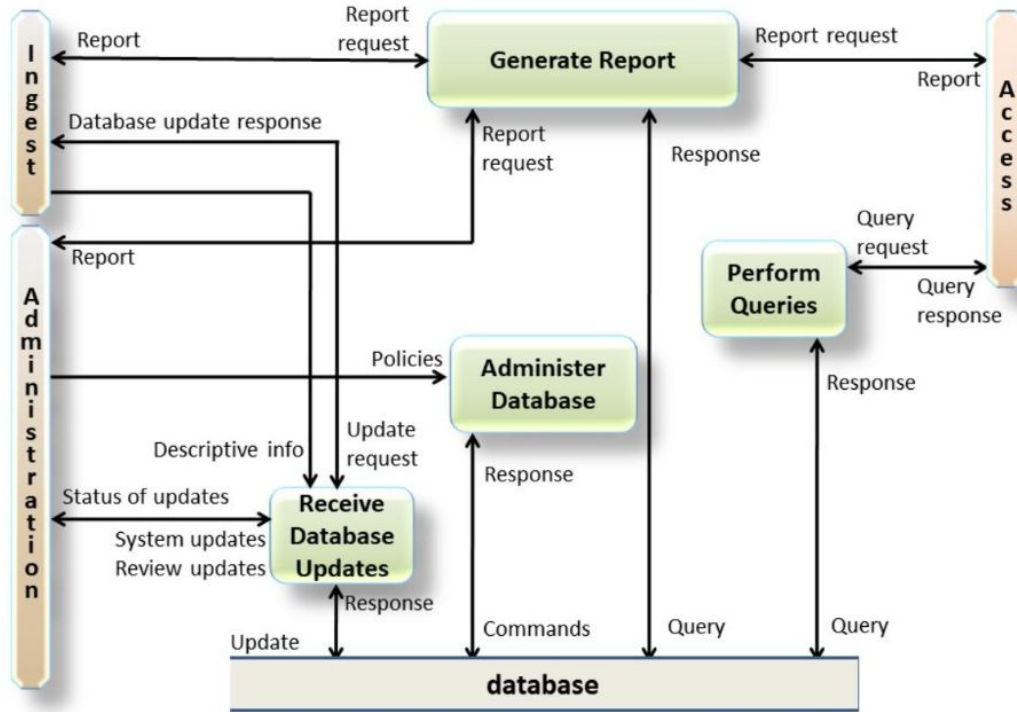 Ingest
Report
Report
request
Generate Report
Report request
Report
Access
Database update response
Report
request
Response
Report
Administration
Query
request
Perform
Queries
Query
response
Policies
Administer
Database
Response
Descriptive info
Update
request
Response
Status of updates
Receive
Database
Updates
System updates
Review updates
Response
Update
Commands
Query
Query
database